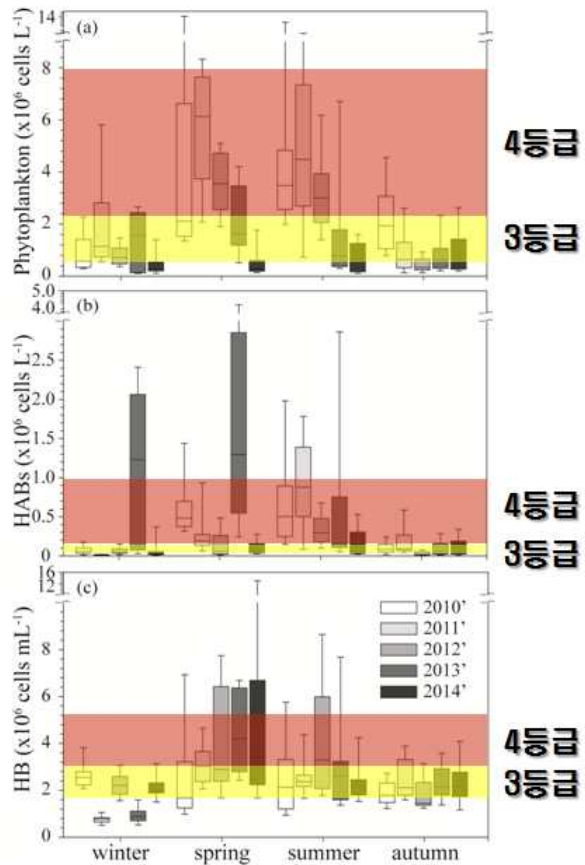 14
(a)
8
6
4
2
0
Phytoplankton (x10⁶ cells L⁻¹)
4등급
3등급
5.0
4.0
(b)
2.5
2.0
1.5
1.0
0.5
0
HABs (x10⁶ cells L⁻¹)
4등급
3등급
16
12
(c)
8
6
4
2
0
HB (x10⁶ cells mL⁻¹)
2010'
2011'
2012'
2013'
2014'
4등급
3등급
winter spring summer autumn